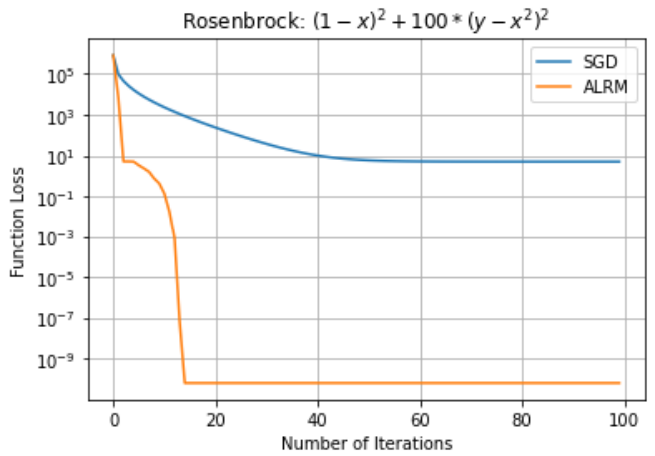 Rosenbrock: $(1-x)^2 + 100*(y-x^2)^2$
SGD
ALRM
Function Loss
$10^5$
$10^3$
$10^1$
$10^{-1}$
$10^{-3}$
$10^{-5}$
$10^{-7}$
$10^{-9}$
0 20 40 60 80 100
Number of Iterations